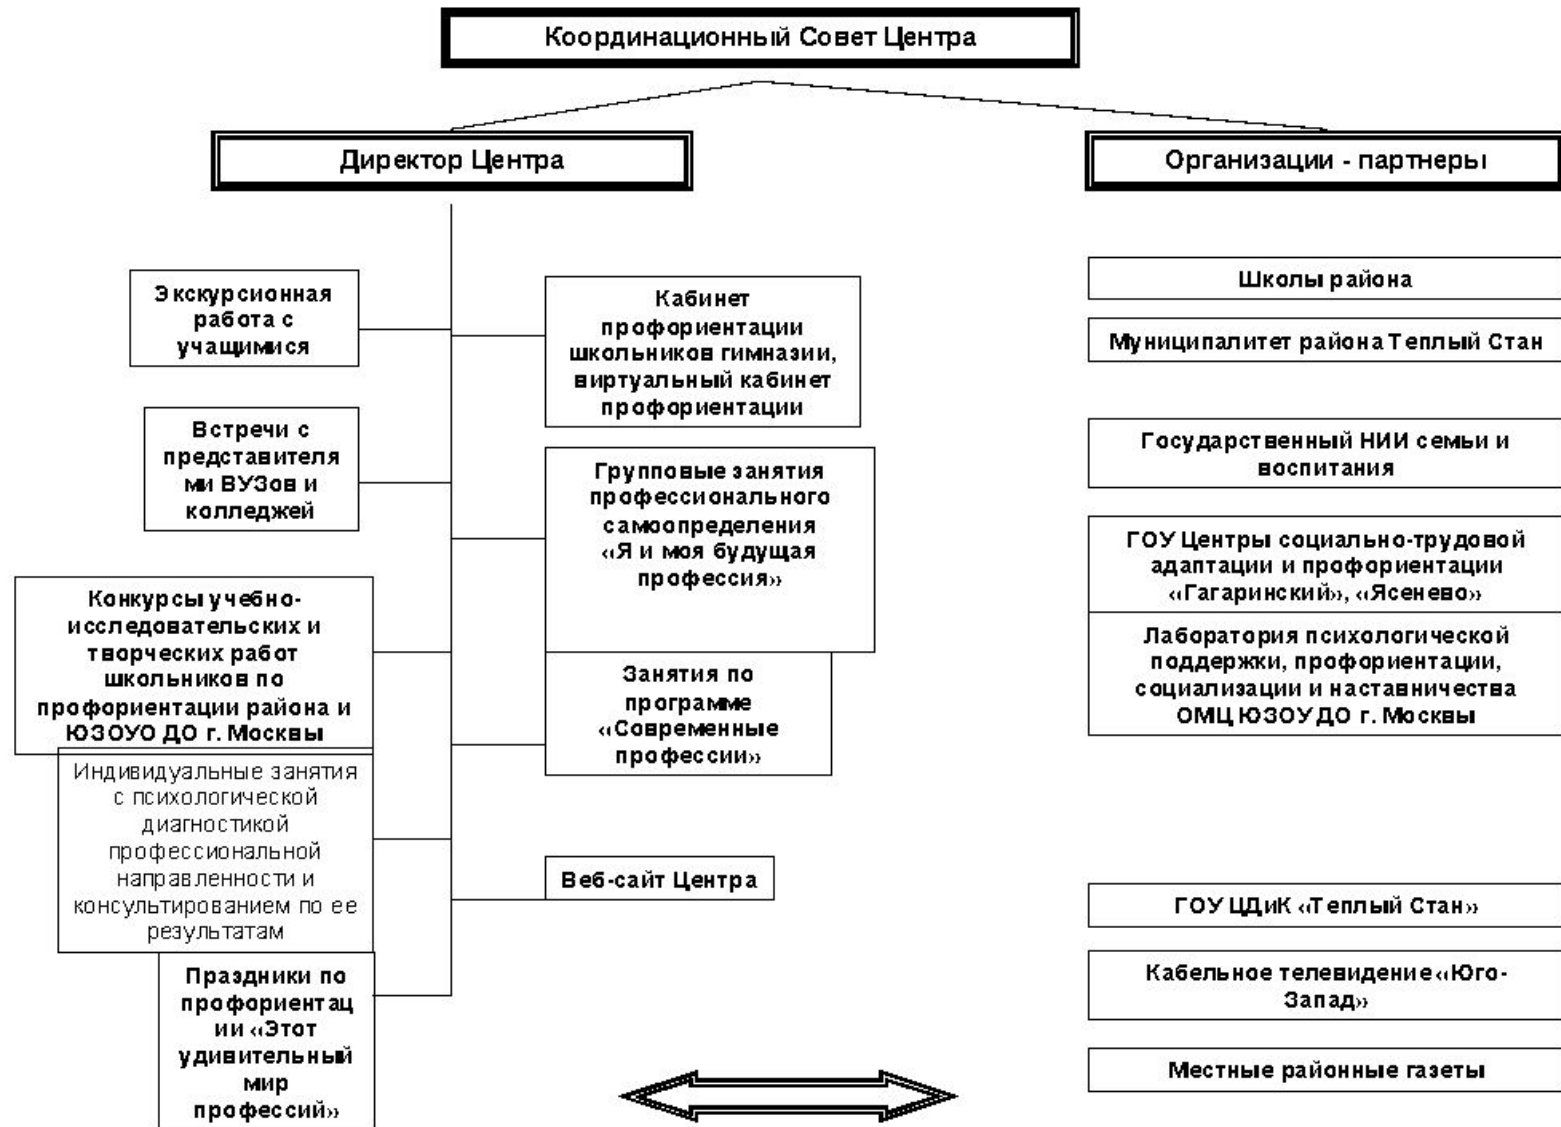 Координационный Совет Центра
Директор Центра
Экскурсионная
работа с
учащимися
Встречи с
представителя
ми ВУЗов и
колледжей
Конкурсы учебно-
исследовательских и
творческих работ
школьников по
профориентации района и
ЮЗОУО ДО г. Москвы
Индивидуальные занятия
с психологической
диагностикой
профессиональной
направленности и
консультированием по ее
результатам
Праздники по
профориентац
ии «Этот
удивительный
мир
профессий»
Кабинет
профориентации
школьников гимназии,
виртуальный кабинет
профориентации
Групповые занятия
профессионального
самоопределения
«Я и моя будущая
профессия»
Занятия по
программе
«Современные
профессии»
Веб-сайт Центра
Организации - партнеры
Школы района
Муниципалитет района Теплый Стан
Государственный НИИ семьи и
воспитания
ГОУ Центры социально-трудовой
адаптации и профориентации
«Гагаринский», «Ясенево»
Лаборатория психологической
поддержки, профориентации,
социализации и наставничества
ОМЦ ЮЗОУ ДО г. Москвы
ГОУ ЦДиК «Теплый Стан»
Кабельное телевидение «Юго-
Запад»
Местные районные газеты